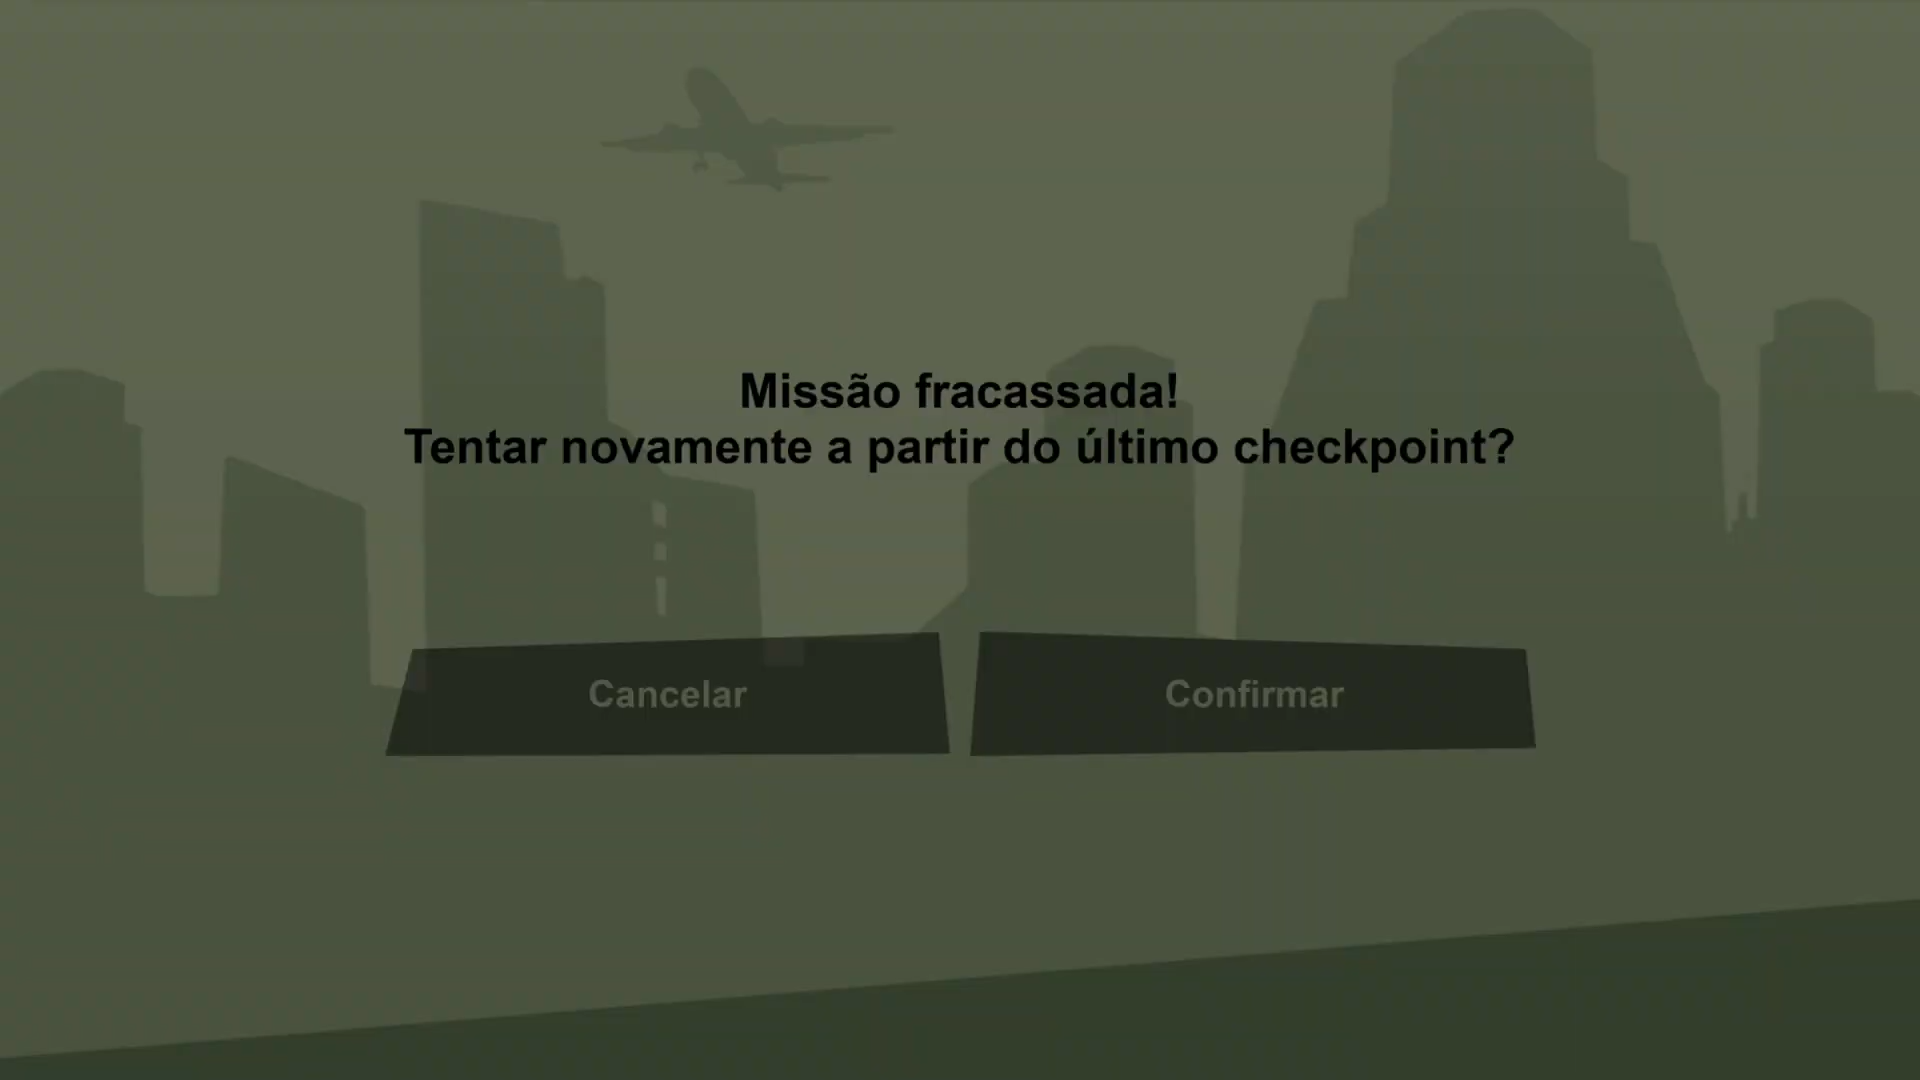 Missão fracassada!
Tentar novamente a partir do último checkpoint?
Cancelar
Confirmar